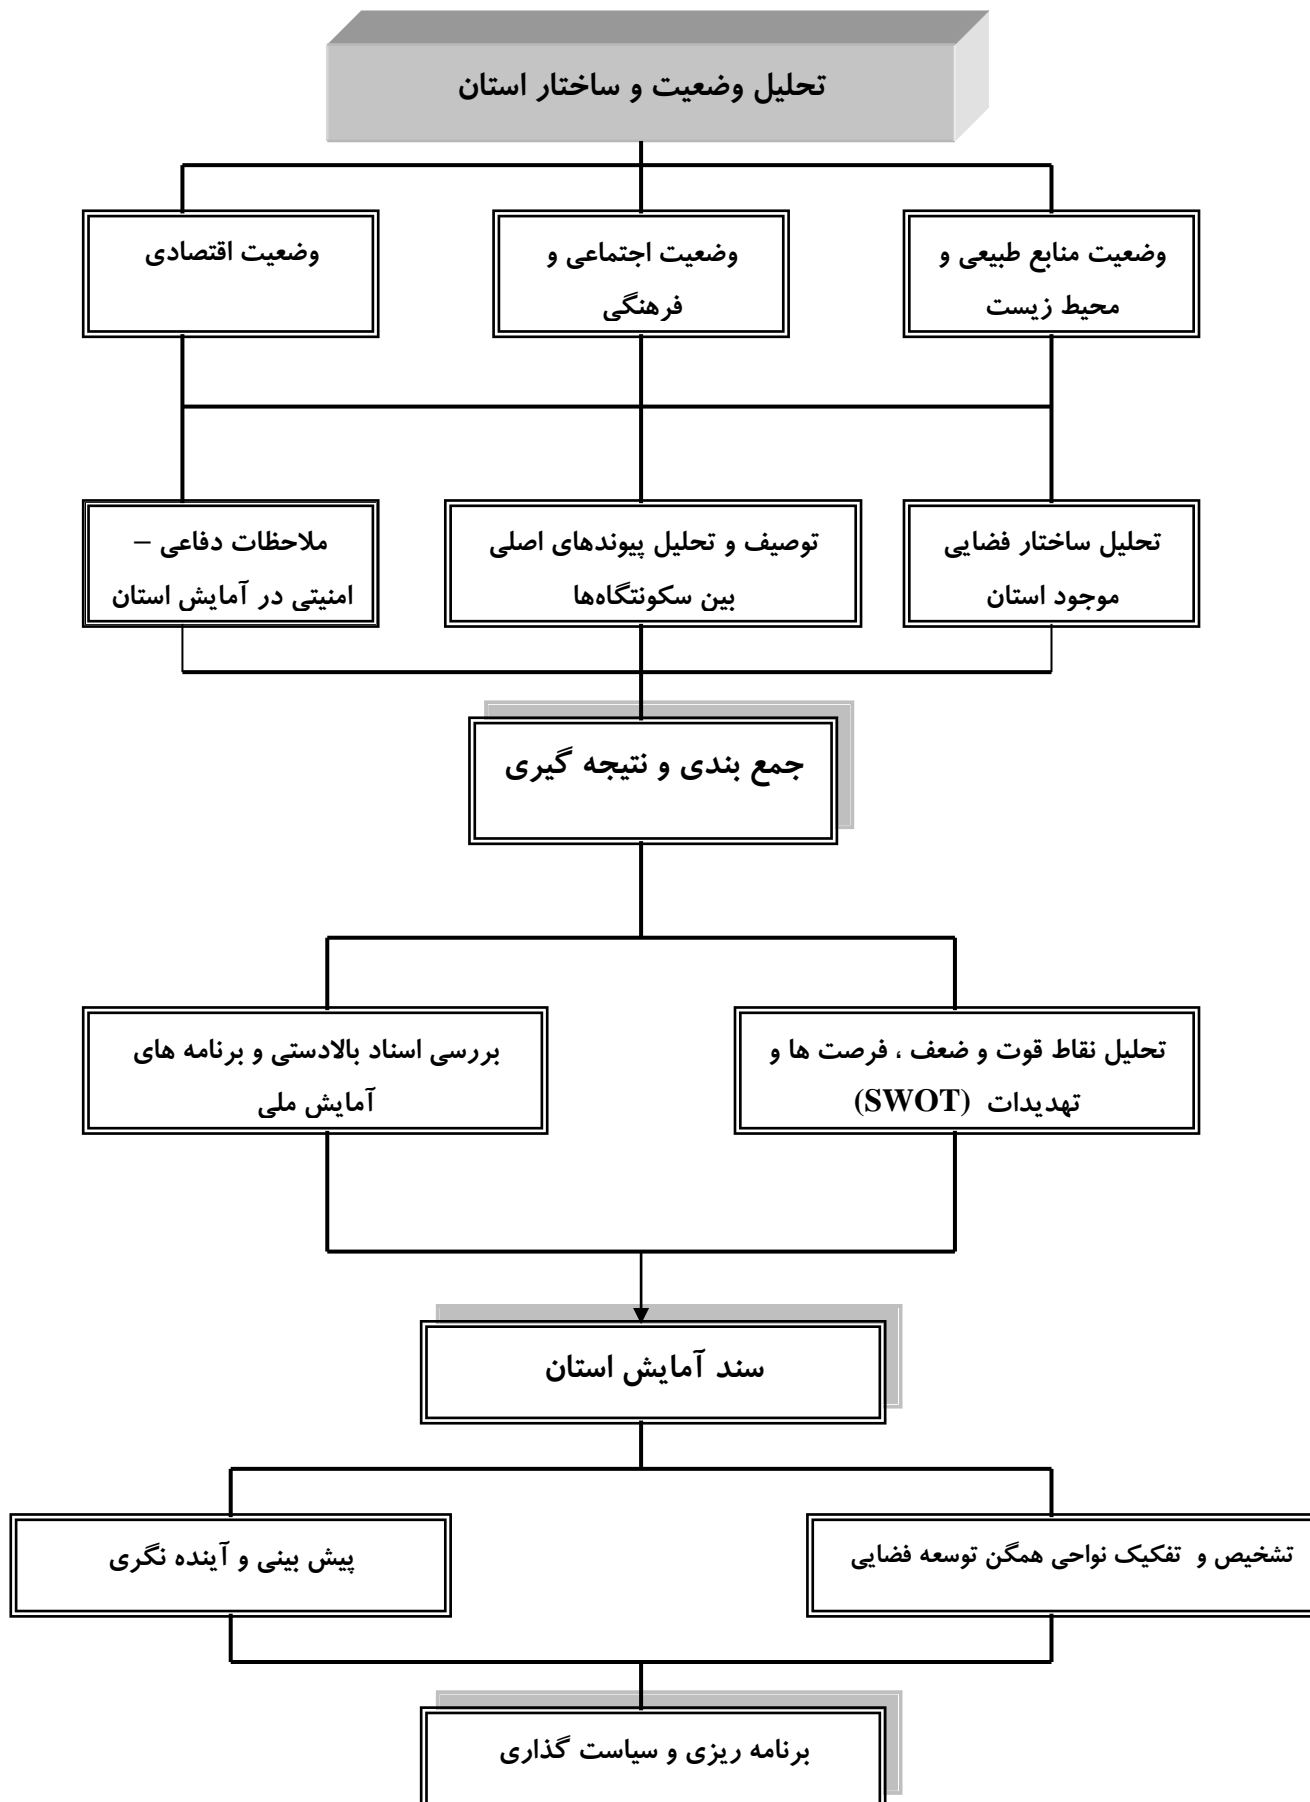 تحلیل وضعیت و ساختار استان
وضعیت منابع طبیعی و
محیط زیست
وضعیت اجتماعی و
فرهنگی
وضعیت اقتصادی
تحلیل ساختار فضایی
موجود استان
توصیف و تحلیل پیوندهای اصلی
بین سکونتگاه‌ها
ملاحظات دفاعی –
امنیتی در آمایش استان
جمع بندی و نتیجه گیری
تحلیل نقاط قوت و ضعف ، فرصت ها و
تهدیدات (SWOT)
بررسی اسناد بالادستی و برنامه های
آمایش ملی
سند آمایش استان
تشخیص و تفکیک نواحی همگن توسعه فضایی
پیش بینی و آینده نگری
برنامه ریزی و سیاست گذاری